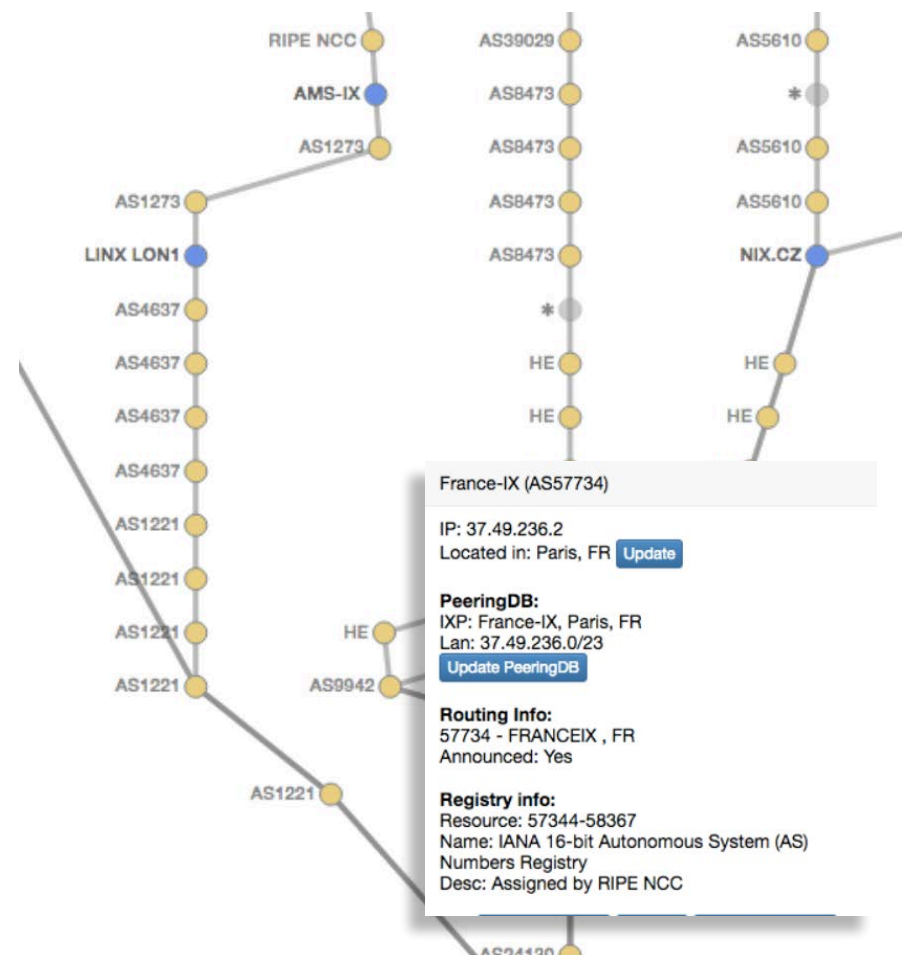 RIPE NCC
AMS-IX
AS1273
AS1273
LINX LON1
AS4637
AS4637
AS4637
AS4637
AS1221
AS1221
AS1221
AS1221
AS1221
AS39029
AS8473
AS8473
AS8473
AS8473
*
HE
HE
AS5610
*
AS5610
AS5610
NIX.CZ
HE
HE
HE
AS9942
France-IX (AS57734)
IP: 37.49.236.2
Located in: Paris, FR Update
PeeringDB:
IXP: France-IX, Paris, FR
Lan: 37.49.236.0/23
Update PeeringDB
Routing Info:
57734 - FRANCEIX , FR
Announced: Yes
Registry info:
Resource: 57344-58367
Name: IANA 16-bit Autonomous System (AS)
Numbers Registry
Desc: Assigned by RIPE NCC